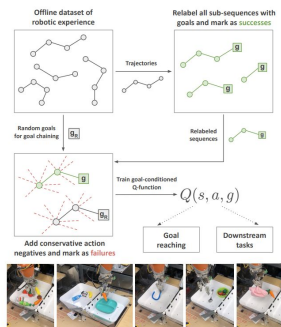 Offline dataset of
robotic experience
Relabel all sub-sequences with
goals and mark as successes
Trajectories
g
g
g
Random goals
for goal chaining
g_R
Relabeled
sequences
g
g
g_R
Train goal-conditioned
Q-function
Q(s, a, g)
Add conservative action
negatives and mark as failures
Goal
reaching
Downstream
tasks